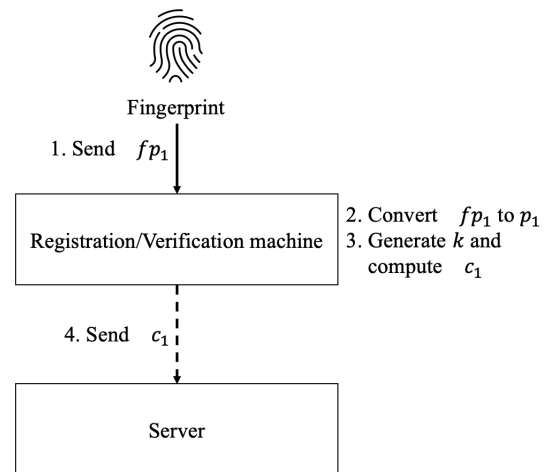 Fingerprint
1. Send fp₁
Registration/Verification machine
2. Convert fp₁ to p₁
3. Generate k and
compute c₁
4. Send c₁
Server